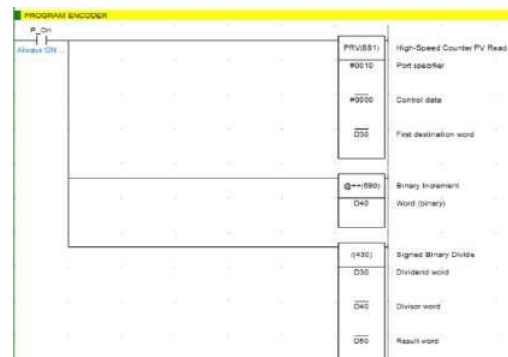 PROGRAM ENCODER
P_On
Always ON ...
PRV(881) High-Speed Counter PV Read
#0010 Port specifier
#0000 Control data
D30 First destination word
@++(590) Binary Increment
D40 Word (binary)
/(430) Signed Binary Divide
D30 Dividend word
D40 Divisor word
D50 Result word